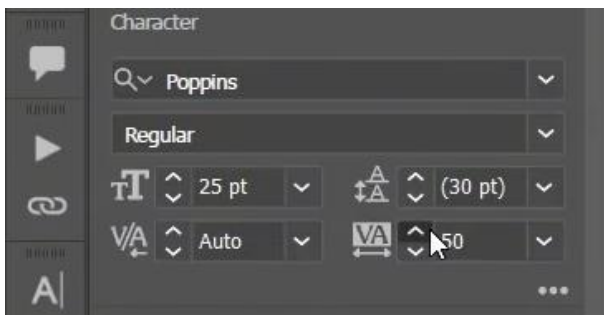 Character
Poppins
Regular
25 pt (30 pt)
Auto 50